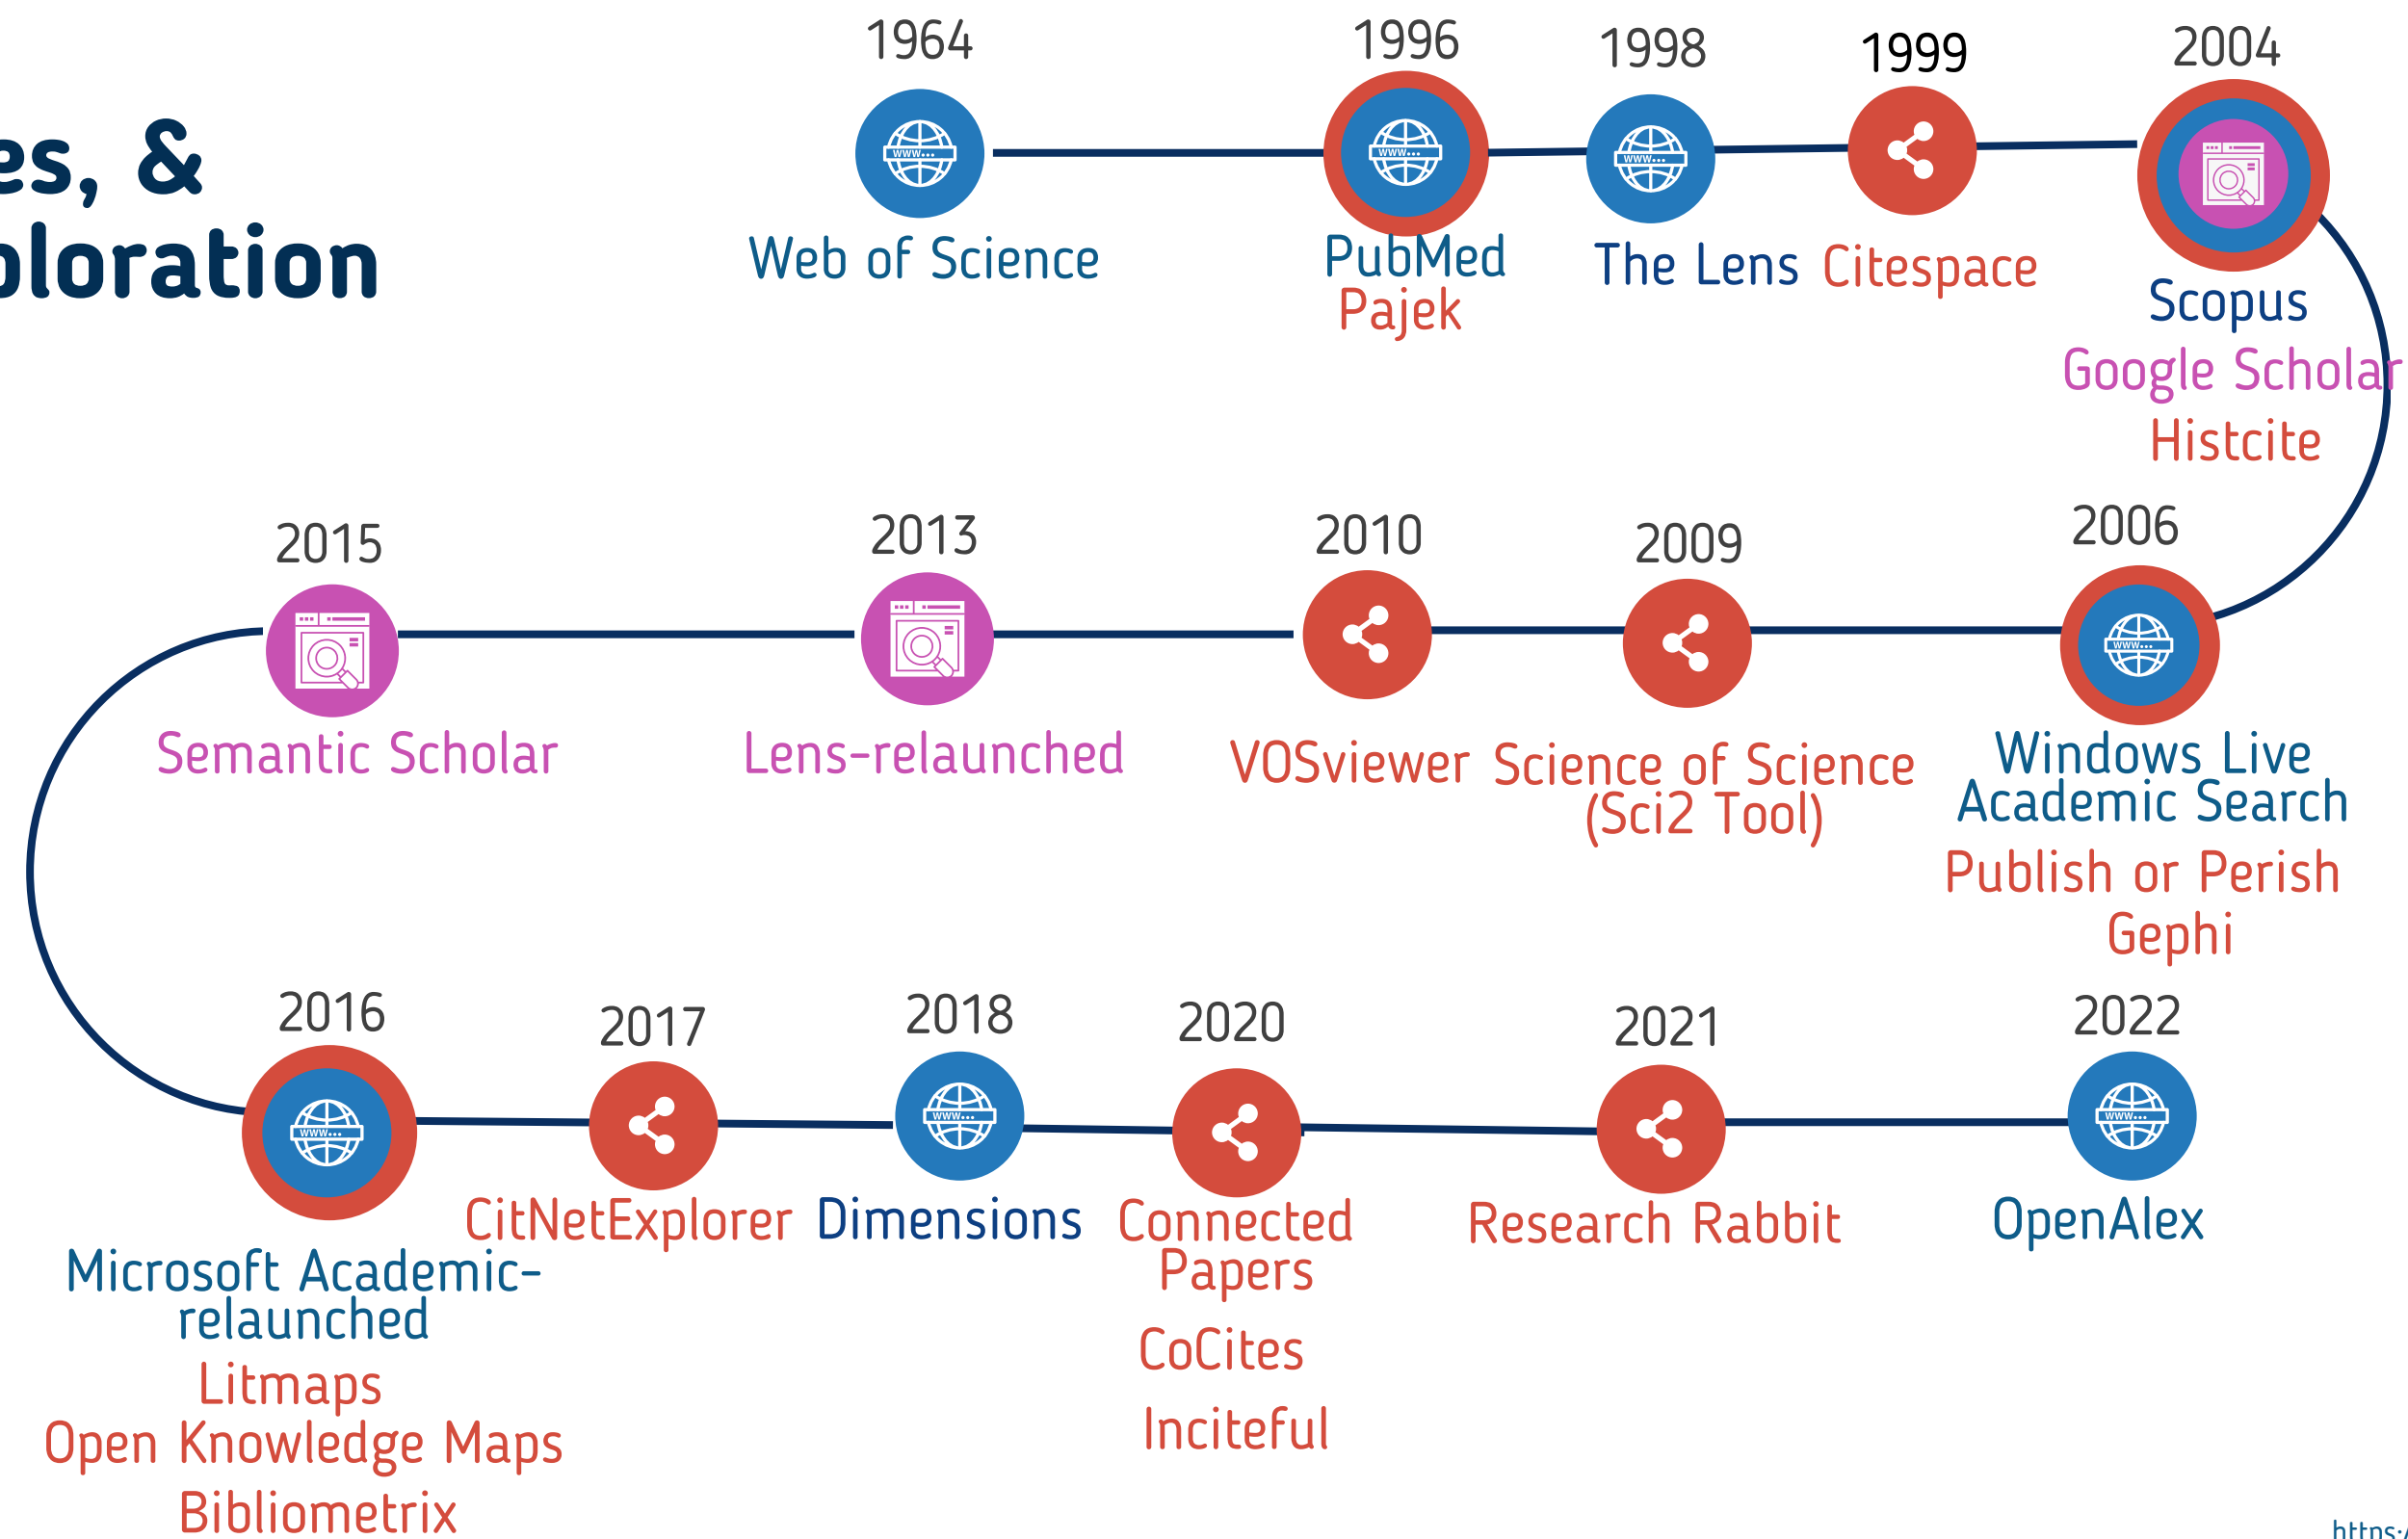 es, &
loration
1964
Web of Science
1996
PubMed
Pajek
1998
The Lens
1999
Citespace
2004
Scopus
Google Scholar
Histcite
2006
Windows Live
Academic Search
Publish or Perish
Gephi
2009
Science of Science
(Sci2 Tool)
2010
VOSviewer
2013
Lens-relaunched
2015
Semantic Scholar
2016
Microsoft Academic-
relaunched
Litmaps
Open Knowledge Maps
Bibliometrix
2017
CitNetExplorer
2018
Dimensions
2020
Connected
Papers
CoCites
Inciteful
2021
Research Rabbit
2022
OpenAlex
https: